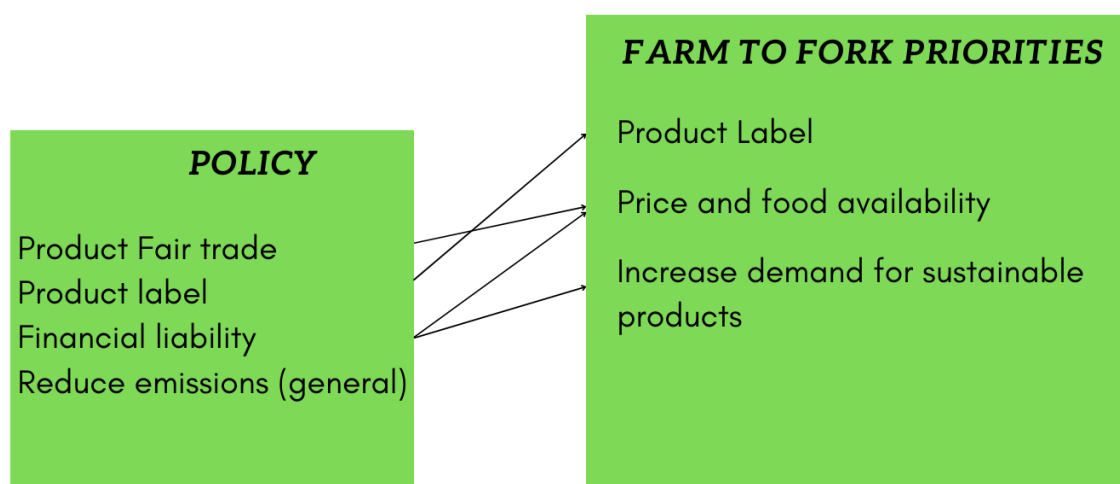 POLICY
Product Fair trade
Product label
Financial liability
Reduce emissions (general)
FARM TO FORK PRIORITIES
Product Label
Price and food availability
Increase demand for sustainable
products